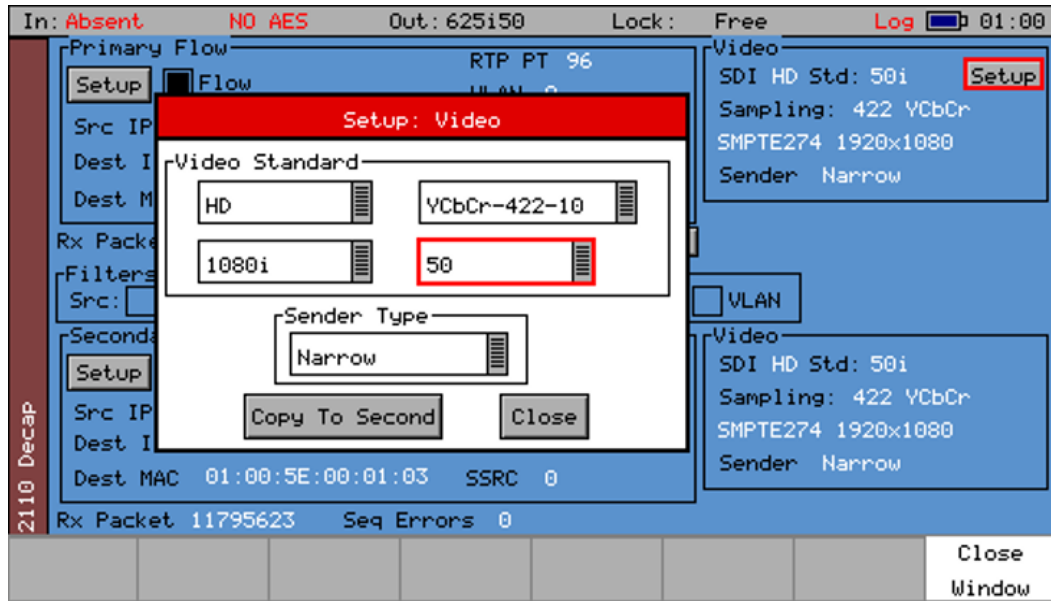 In: Absent NO AES Out: 625i50 Lock: Free Log 01:00
Primary Flow
Setup Flow
RTP PT 96
Src IP
Dest I
Dest M
Rx Packe
Filters
Src:
VLAN
Video
SDI HD Std: 50i Setup
Sampling: 422 YCbCr
SMPTE274 1920x1080
Sender Narrow
Setup: Video
Video Standard
HD YCbCr-422-10
1080i 50
Sender Type
Narrow
Copy To Second Close
Seconda
Setup
Src IP
Dest I
Dest MAC 01:00:5E:00:01:03 SSRC 0
Rx Packet 11795623 Seq Errors 0
Video
SDI HD Std: 50i
Sampling: 422 YCbCr
SMPTE274 1920x1080
Sender Narrow
2110 Decap
Close
Window